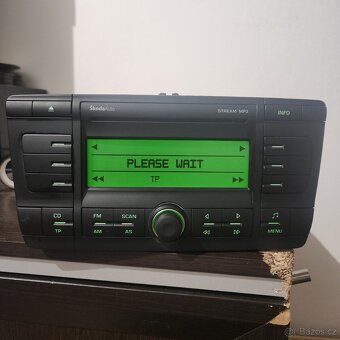 ŠkodaAuto STREAM MP3 INFO
PLEASE WAIT
TP
CD FM SCAN
TP AM AS MENU
© Bazos.cz